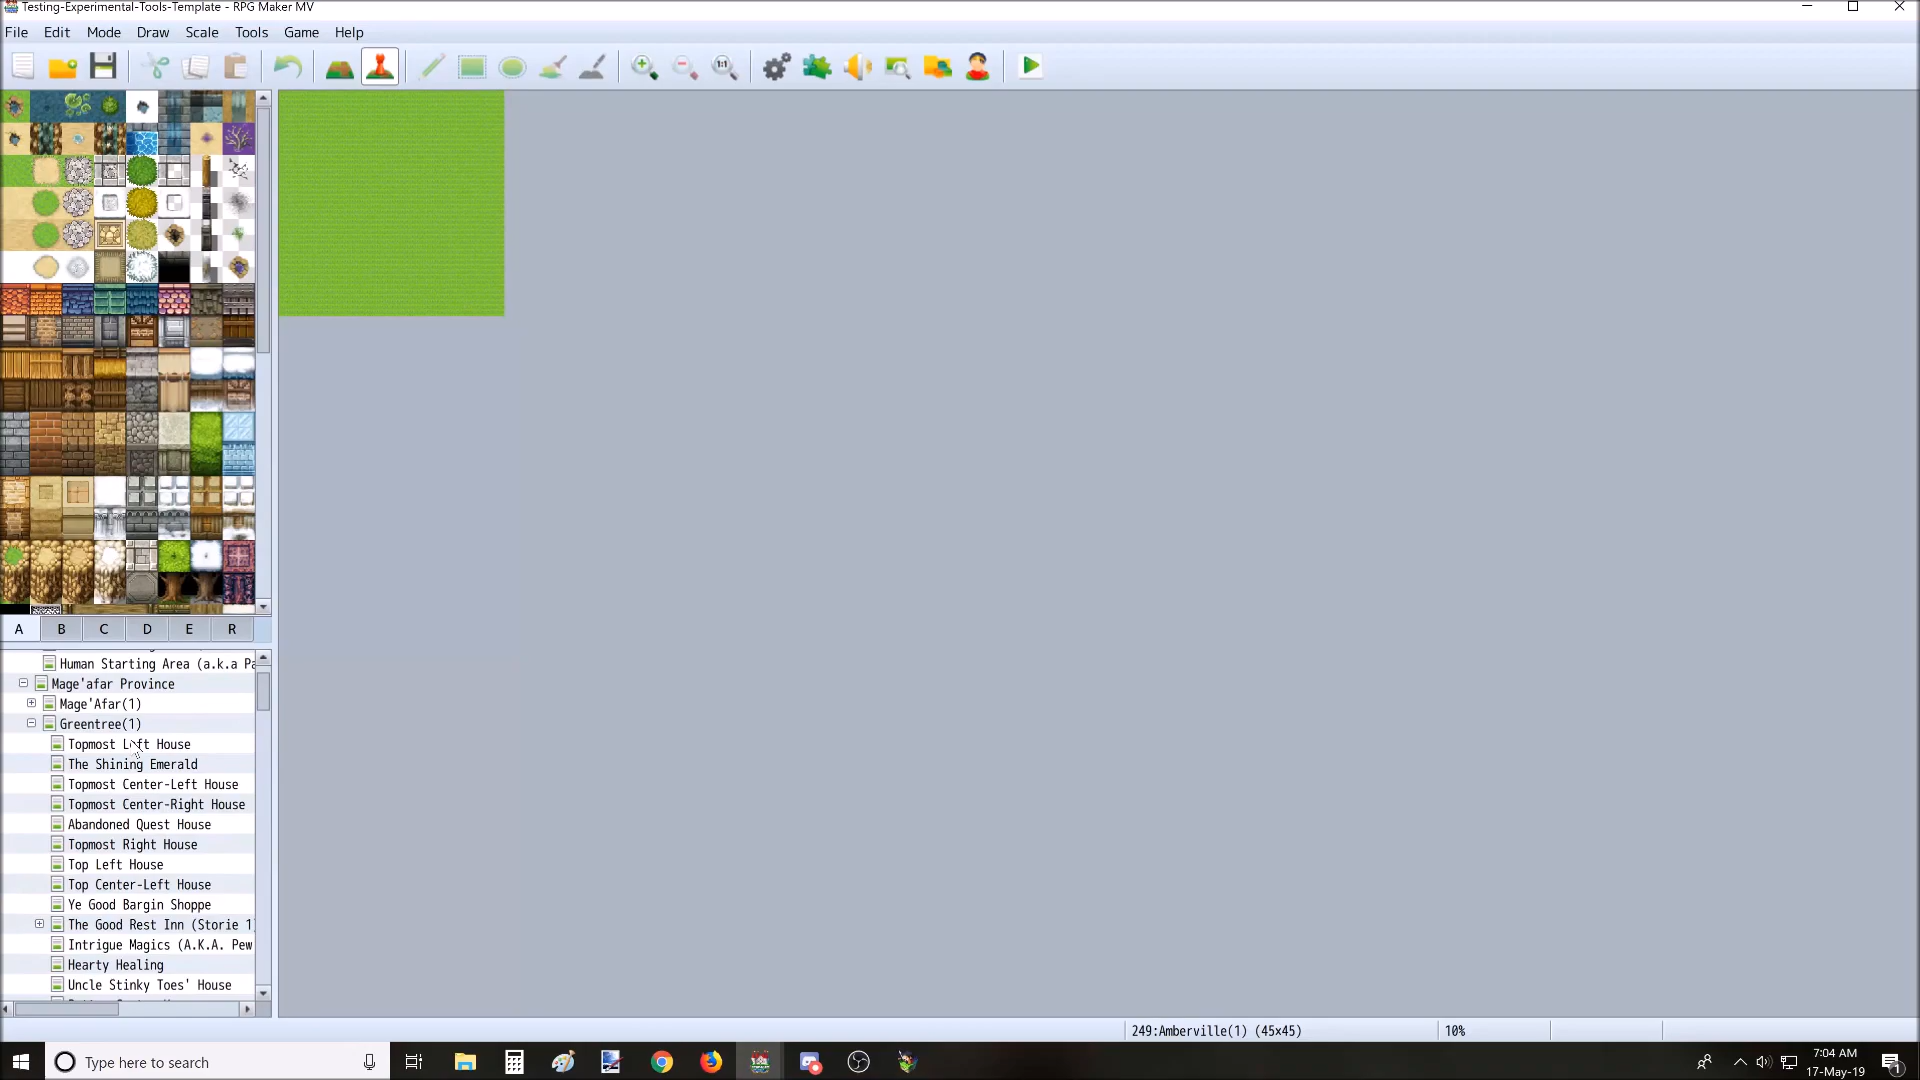 Testing-Experimental-Tools-Template - RPG Maker MV
File Edit Mode Draw Scale Tools Game Help
1:1
A B C D E R
Human Starting Area (a.k.a Pa
Mage'afar Province
Mage'Afar(1)
Greentree(1)
Topmost Left House
The Shining Emerald
Topmost Center-Left House
Topmost Center-Right House
Abandoned Quest House
Topmost Right House
Top Left House
Top Center-Left House
Ye Good Bargin Shoppe
The Good Rest Inn (Storie 1)
Intrigue Magics (A.K.A. Pew
Hearty Healing
Uncle Stinky Toes' House
249:Amberville(1) (45x45) 10%
Type here to search
7:04 AM
17-May-19
1